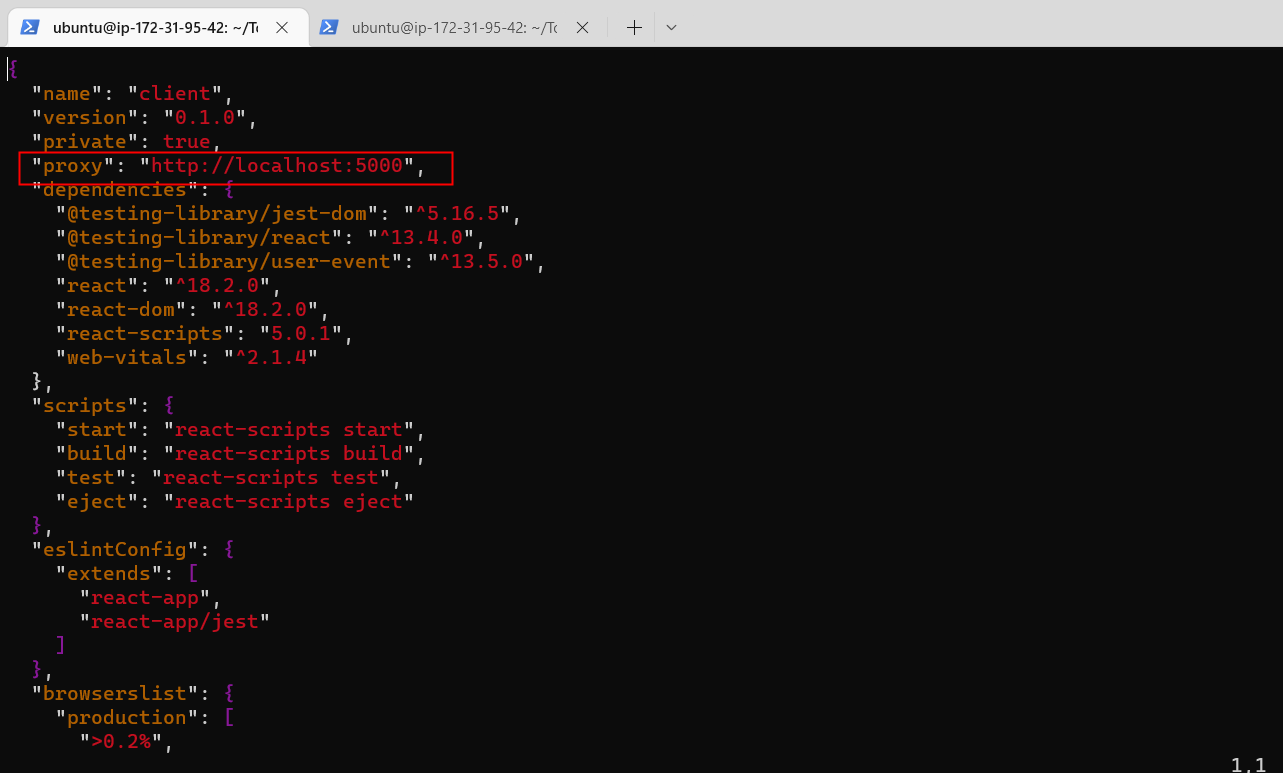 ubuntu@ip-172-31-95-42: ~/To
ubuntu@ip-172-31-95-42: ~/To
{
  "name": "client",
  "version": "0.1.0",
  "private": true,
  "proxy": "http://localhost:5000",
  "dependencies": {
    "@testing-library/jest-dom": "^5.16.5",
    "@testing-library/react": "^13.4.0",
    "@testing-library/user-event": "^13.5.0",
    "react": "^18.2.0",
    "react-dom": "^18.2.0",
    "react-scripts": "5.0.1",
    "web-vitals": "^2.1.4"
  },
  "scripts": {
    "start": "react-scripts start",
    "build": "react-scripts build",
    "test": "react-scripts test",
    "eject": "react-scripts eject"
  },
  "eslintConfig": {
    "extends": [
      "react-app",
      "react-app/jest"
    ]
  },
  "browserslist": {
    "production": [
      ">0.2%",
1,1